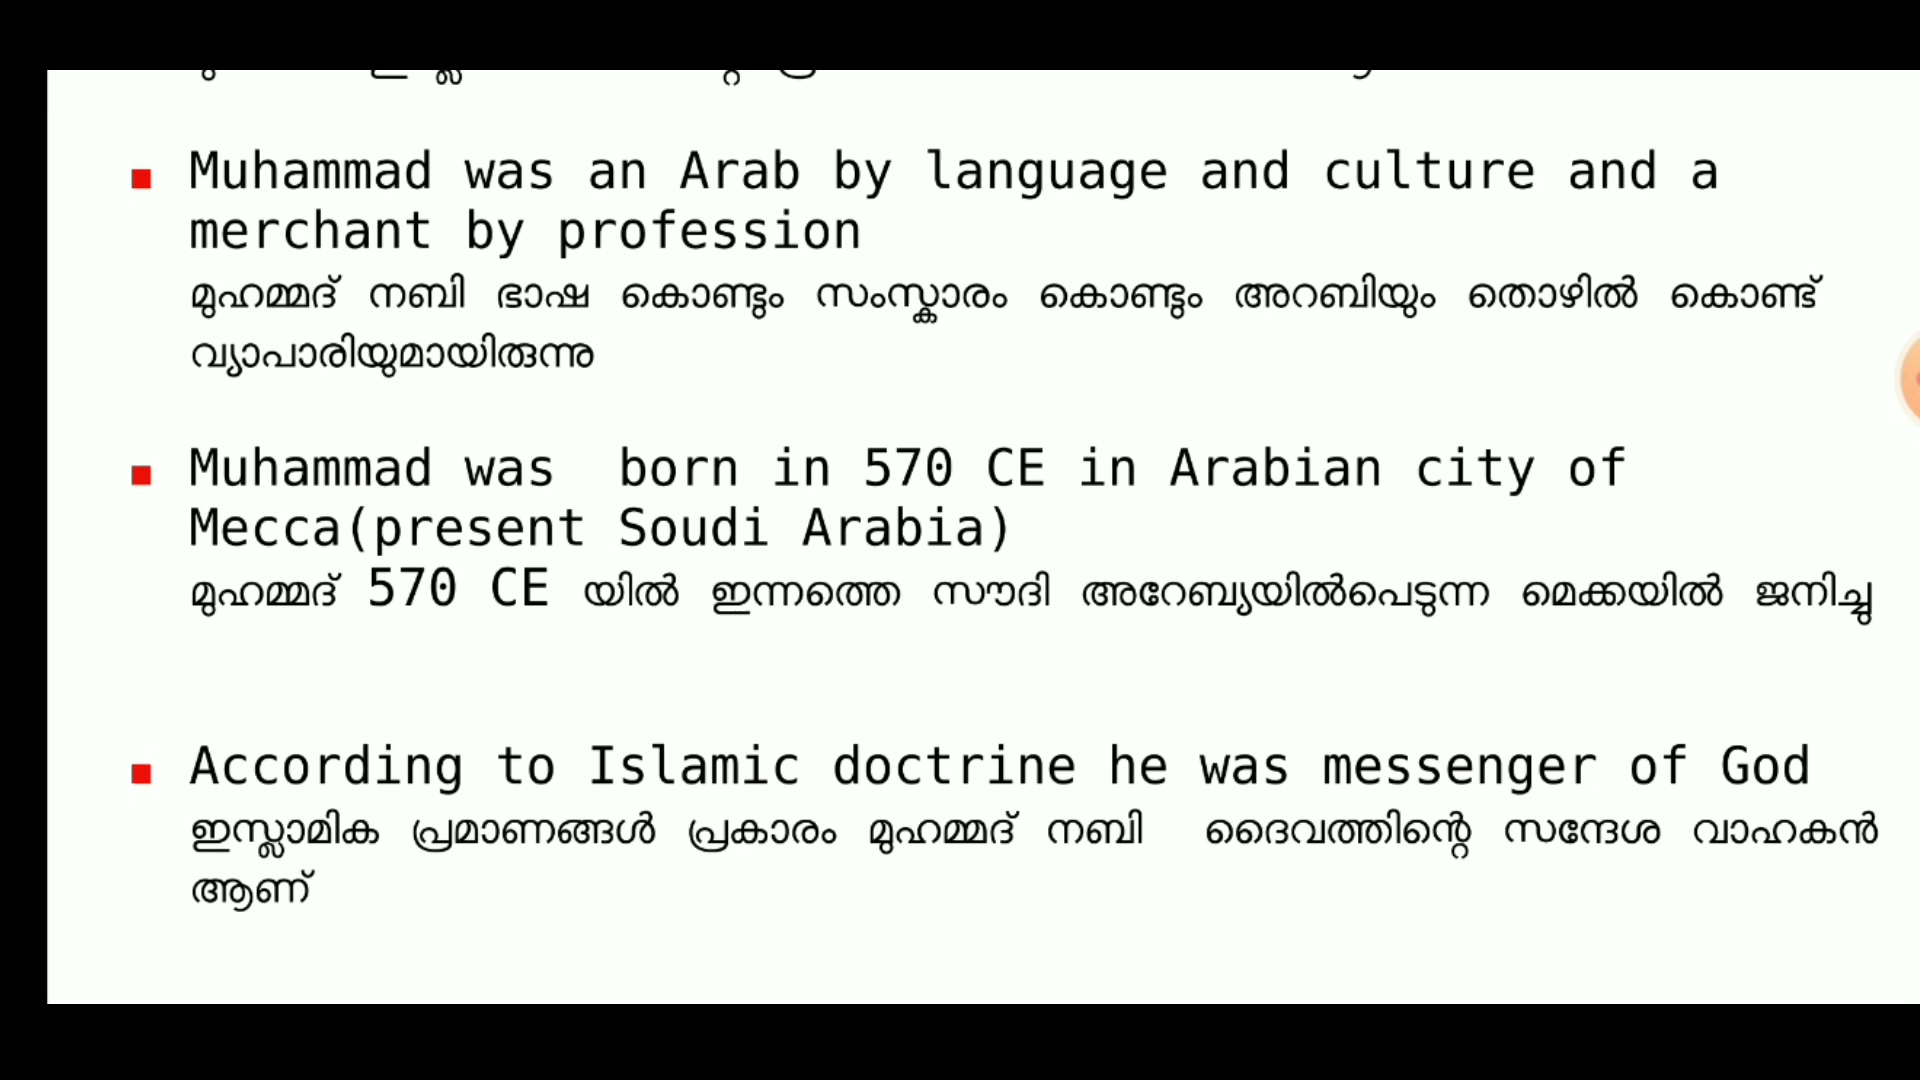 Muhammad was an Arab by language and culture and a
merchant by profession
മുഹമ്മദ് നബി ഭാഷ കൊണ്ടും സംസ്കാരം കൊണ്ടും അറബിയും തൊഴിൽ കൊണ്ട്
വ്യാപാരിയുമായിരുന്നു
Muhammad was  born in 570 CE in Arabian city of
Mecca(present Soudi Arabia)
മുഹമ്മദ് 570 CE യിൽ ഇന്നത്തെ സൗദി അറേബ്യയിൽപെടുന്ന മെക്കയിൽ ജനിച്ചു
According to Islamic doctrine he was messenger of God
ഇസ്ലാമിക പ്രമാണങ്ങൾ പ്രകാരം മുഹമ്മദ് നബി  ദൈവത്തിന്റെ സന്ദേശ വാഹകൻ
ആണ്